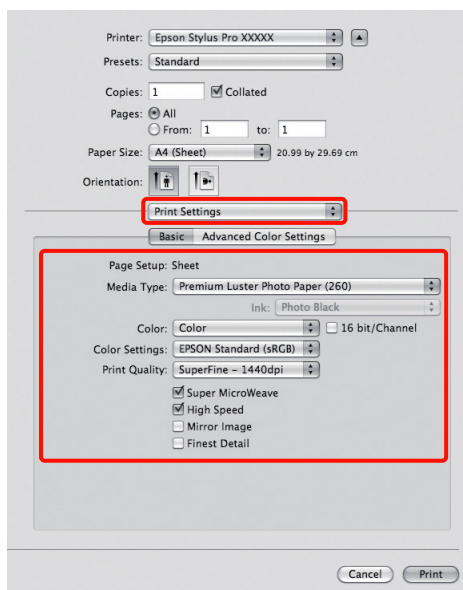 Printer: Epson Stylus Pro XXXXX
Presets: Standard
Copies: 1 Collated
Pages: All
From: 1 to: 1
Paper Size: A4 (Sheet) 20.99 by 29.69 cm
Orientation:
Print Settings
Basic Advanced Color Settings
Page Setup: Sheet
Media Type: Premium Luster Photo Paper (260)
Ink: Photo Black
Color: Color 16 bit/Channel
Color Settings: EPSON Standard (sRGB)
Print Quality: SuperFine - 1440dpi
Super MicroWeave
High Speed
Mirror Image
Finest Detail
Cancel Print